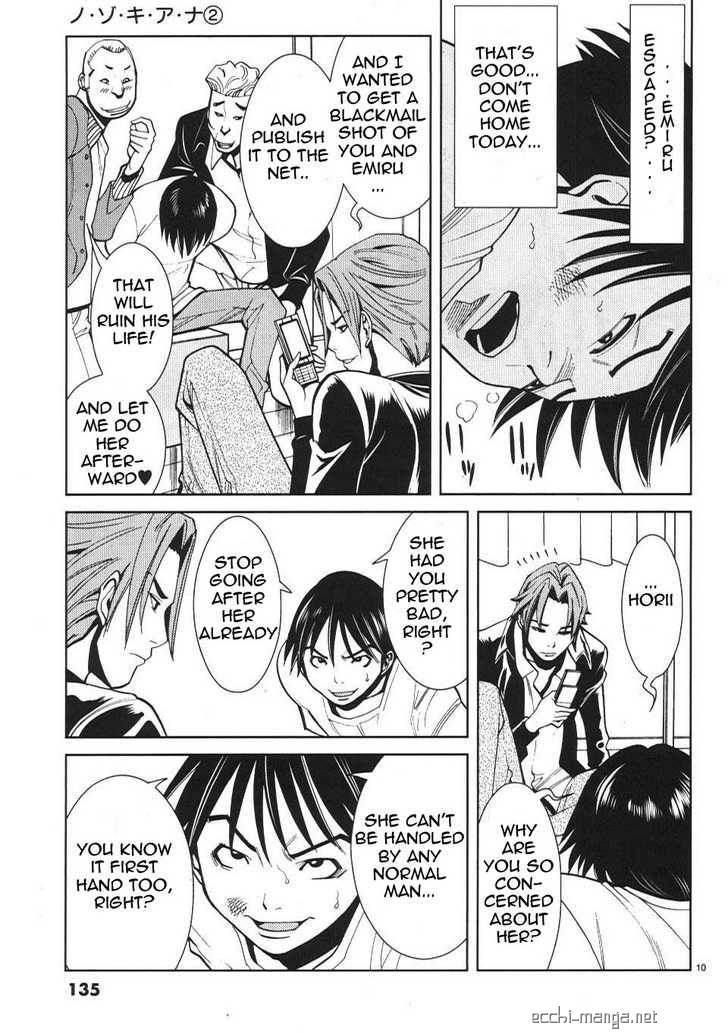 ノ・ゾ・キ・ア・ナ②
...EMIRU
ESCAPED?....
THAT'S
GOOD...
DON'T
COME
HOME
TODAY...
AND I
WANTED
TO GET A
BLACKMAIL
SHOT OF
YOU AND
EMIRU
...
AND
PUBLISH
IT TO THE
NET..
THAT
WILL
RUIN HIS
LIFE!
AND LET
ME DO
HER
AFTER-
WARD♥
...
HORII
WHY
ARE
YOU SO
CON-
CERNED
ABOUT
HER?
SHE
HAD
YOU
PRETTY
BAD,
RIGHT
?
STOP
GOING
AFTER
HER
ALREADY
SHE CAN'T
BE HANDLED
BY ANY
NORMAL
MAN...
YOU KNOW
IT FIRST
HAND TOO,
RIGHT?
10
135
ecchi-manga.net